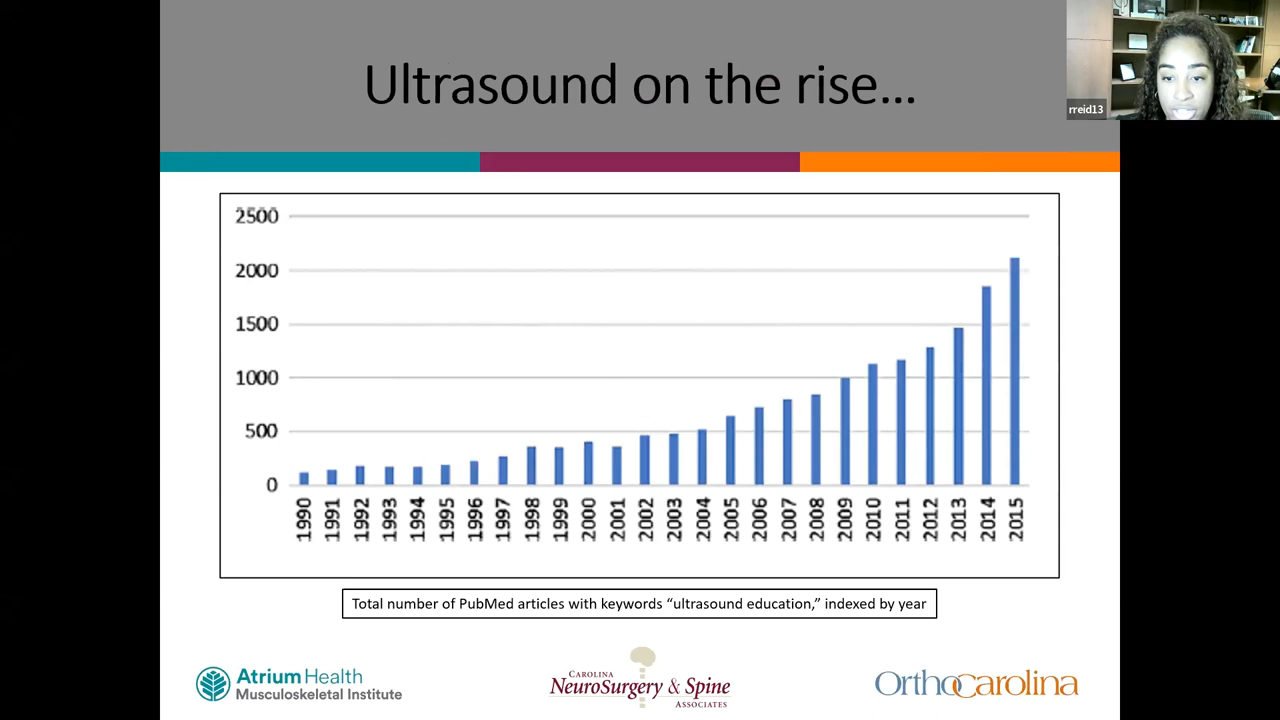 Ultrasound on the rise…
rreid13
2500
2000
1500
1000
500
0
1990 1991 1992 1993 1994 1995 1996 1997 1998 1999 2000 2001 2002 2003 2004 2005 2006 2007 2008 2009 2010 2011 2012 2013 2014 2015
Total number of PubMed articles with keywords “ultrasound education,” indexed by year
Atrium Health
Musculoskeletal Institute
CAROLINA
NEUROSURGERY & SPINE
ASSOCIATES
OrthoCarolina